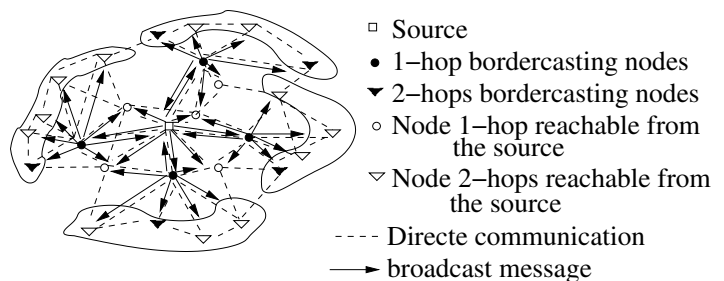 Source
1−hop bordercasting nodes
2−hops bordercasting nodes
Node 1−hop reachable from
the source
Node 2−hops reachable from
the source
Directe communication
broadcast message